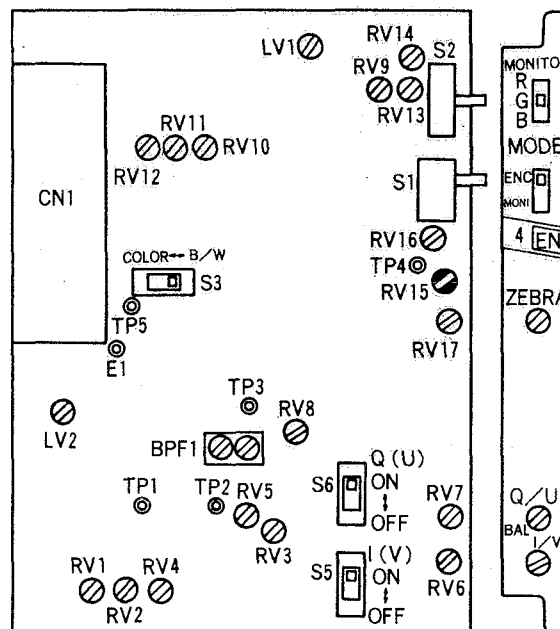 LV1
RV14
S2
RV9
RV13
MONITO
R
G
B
RV11
RV10
RV12
MODE
CN1
S1
ENC
MONI
RV16
4 EN
COLOR↔B/W
S3
TP4
RV15
ZEBRA
TP5
RV17
E1
TP3
RV8
LV2
BPF1
Q(U)
S6
ON
↕
OFF
TP1
TP2
RV5
RV7
Q/U
RV3
BAL
I/V
I(V)
RV1
RV4
S5
ON
↕
OFF
RV6
RV2